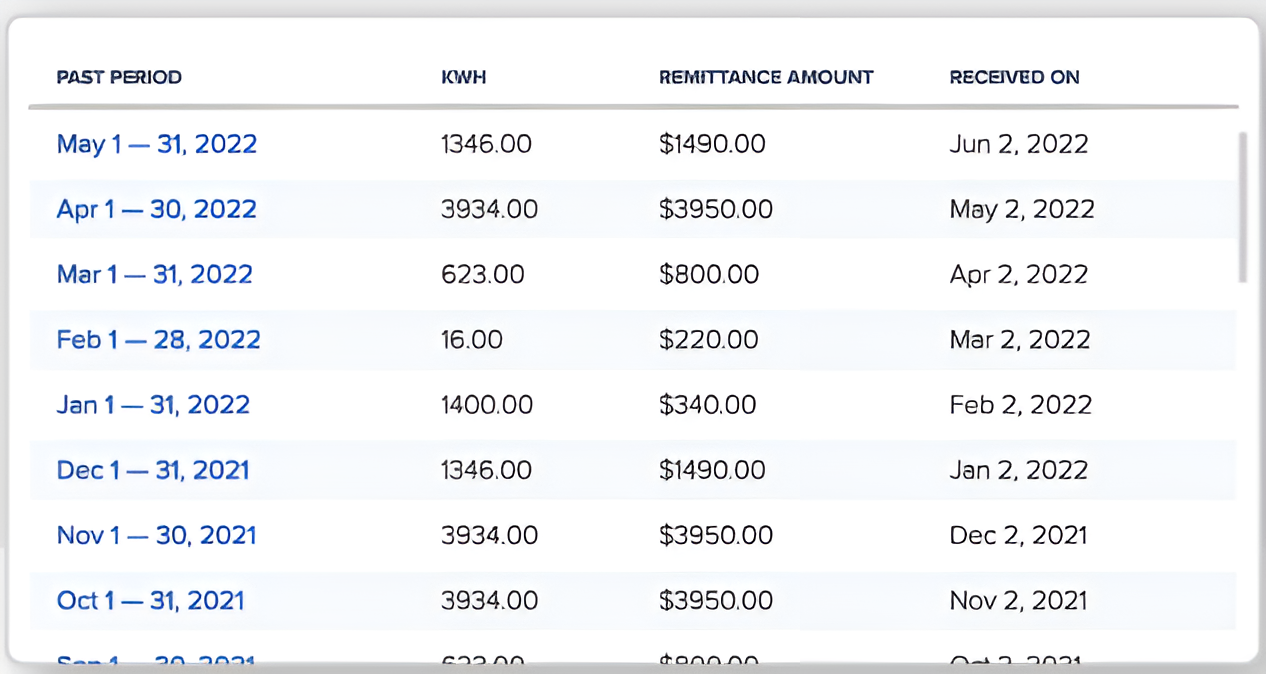 PAST PERIOD KWH REMITTANCE AMOUNT RECEIVED ON
May 1 — 31, 2022 1346.00 $1490.00 Jun 2, 2022
Apr 1 — 30, 2022 3934.00 $3950.00 May 2, 2022
Mar 1 — 31, 2022 623.00 $800.00 Apr 2, 2022
Feb 1 — 28, 2022 16.00 $220.00 Mar 2, 2022
Jan 1 — 31, 2022 1400.00 $340.00 Feb 2, 2022
Dec 1 — 31, 2021 1346.00 $1490.00 Jan 2, 2022
Nov 1 — 30, 2021 3934.00 $3950.00 Dec 2, 2021
Oct 1 — 31, 2021 3934.00 $3950.00 Nov 2, 2021